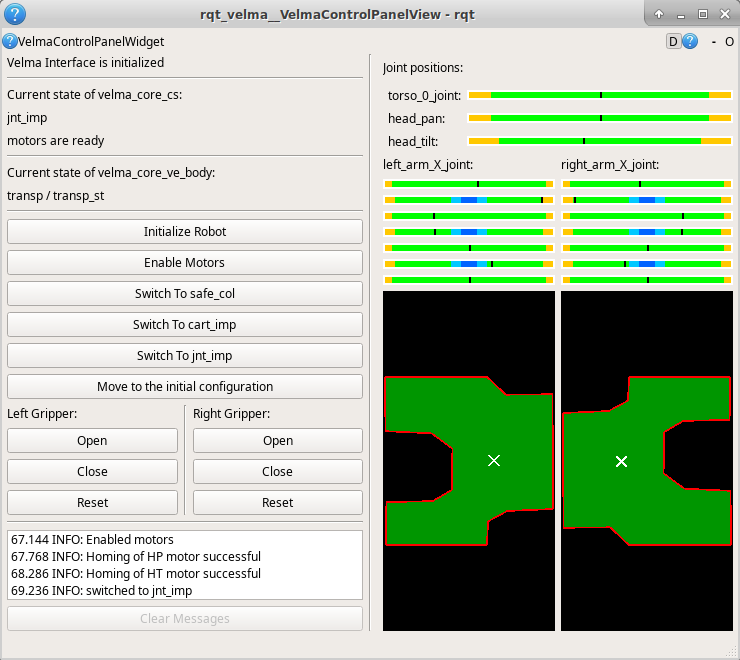 rqt_velma__VelmaControlPanelView - rqt
VelmaControlPanelWidget
D
- O
Velma Interface is initialized
Current state of velma_core_cs:
jnt_imp
motors are ready
Current state of velma_core_ve_body:
transp / transp_st
Initialize Robot
Enable Motors
Switch To safe_col
Switch To cart_imp
Switch To jnt_imp
Move to the initial configuration
Left Gripper:
Right Gripper:
Open
Open
Close
Close
Reset
Reset
67.144 INFO: Enabled motors
67.768 INFO: Homing of HP motor successful
68.286 INFO: Homing of HT motor successful
69.236 INFO: switched to jnt_imp
Clear Messages
Joint positions:
torso_0_joint:
head_pan:
head_tilt:
left_arm_X_joint:
right_arm_X_joint: